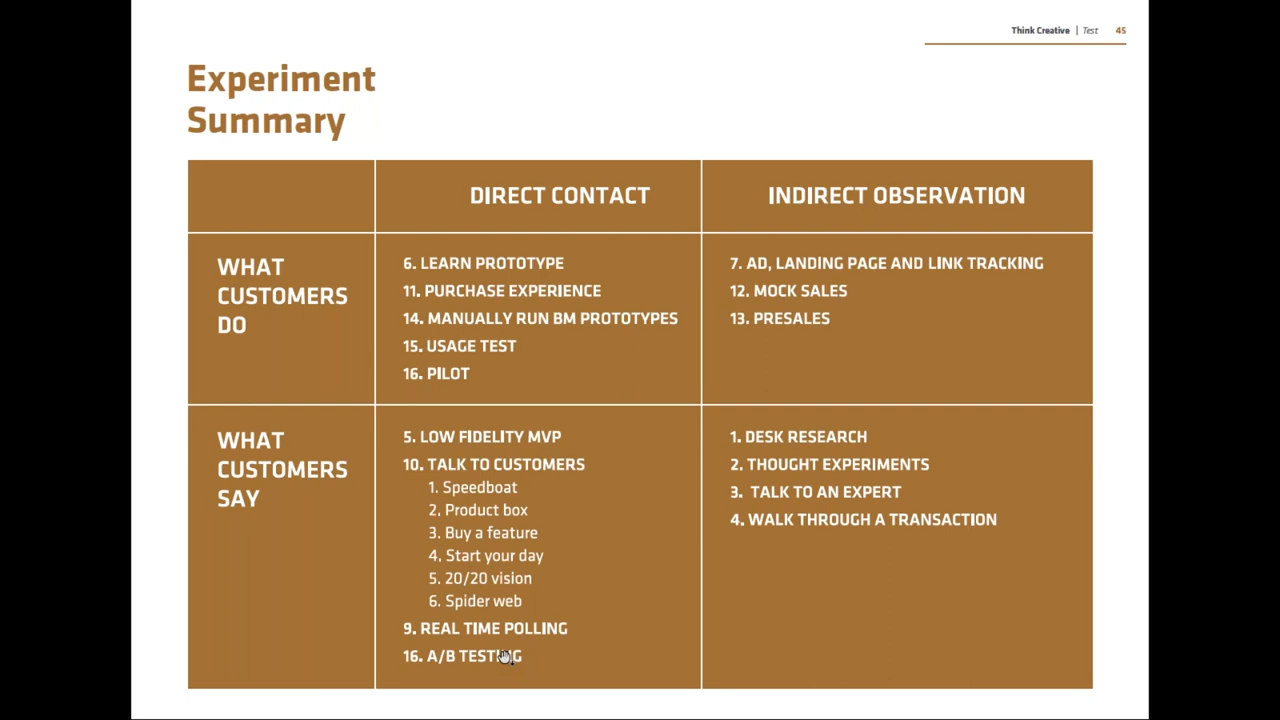 Think Creative | Test 45
Experiment
Summary
DIRECT CONTACT
INDIRECT OBSERVATION
WHAT
CUSTOMERS
DO
6. LEARN PROTOTYPE
11. PURCHASE EXPERIENCE
14. MANUALLY RUN BM PROTOTYPES
15. USAGE TEST
16. PILOT
7. AD, LANDING PAGE AND LINK TRACKING
12. MOCK SALES
13. PRESALES
WHAT
CUSTOMERS
SAY
5. LOW FIDELITY MVP
10. TALK TO CUSTOMERS
1. Speedboat
2. Product box
3. Buy a feature
4. Start your day
5. 20/20 vision
6. Spider web
9. REAL TIME POLLING
16. A/B TESTING
1. DESK RESEARCH
2. THOUGHT EXPERIMENTS
3. TALK TO AN EXPERT
4. WALK THROUGH A TRANSACTION